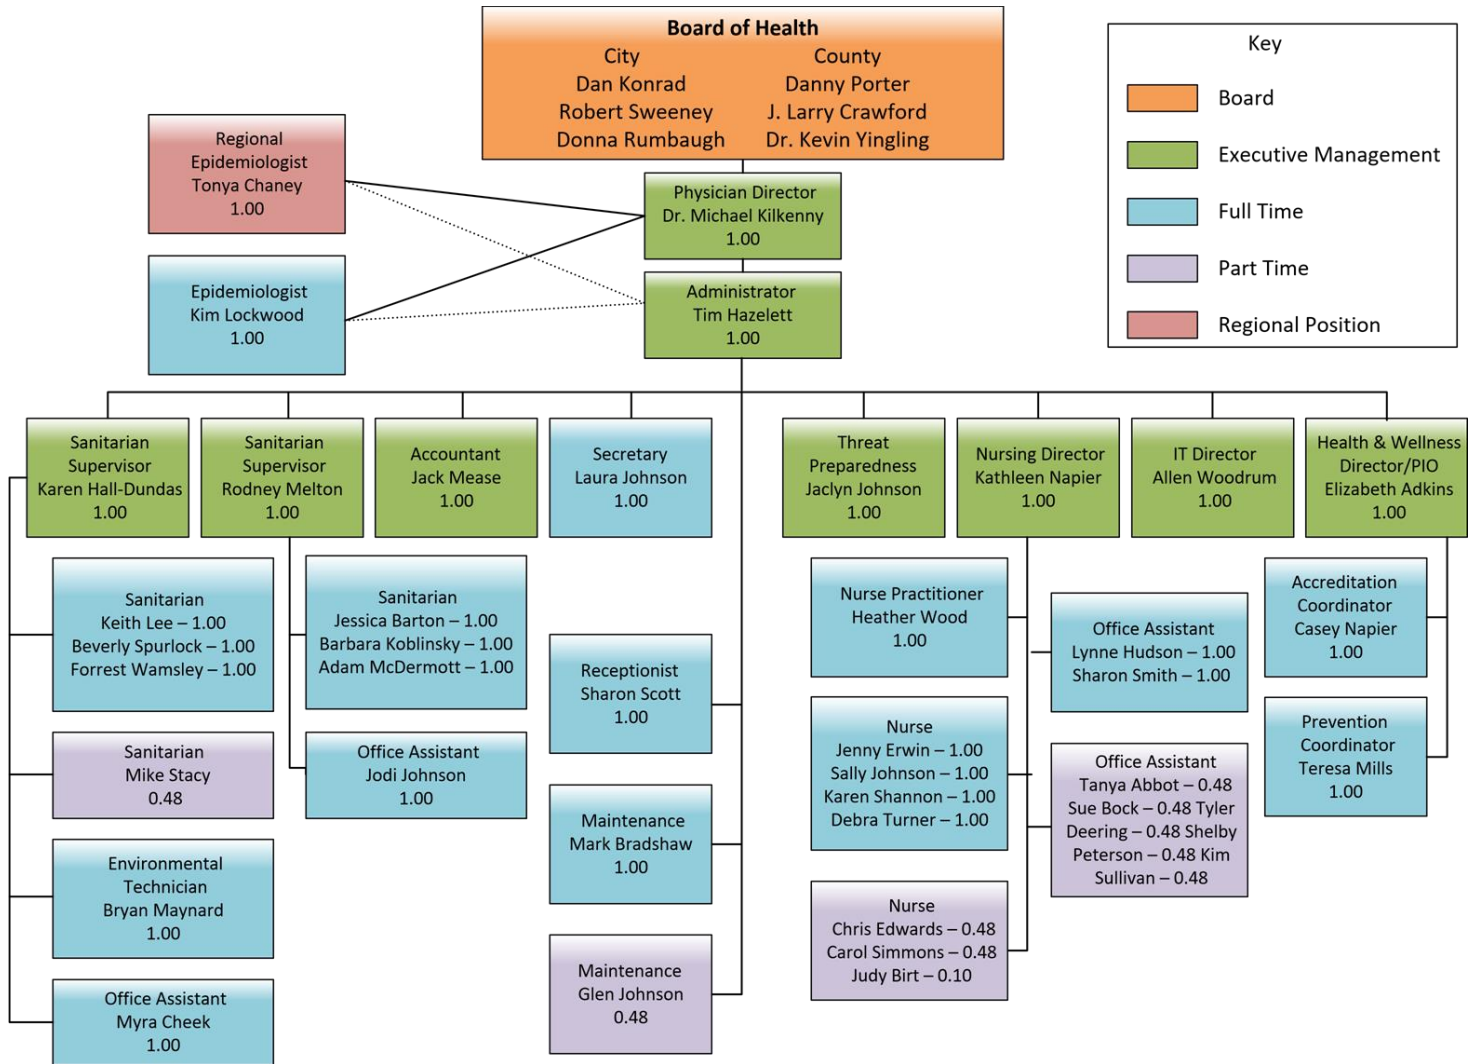 Board of Health
City County
Dan Konrad Danny Porter
Robert Sweeney J. Larry Crawford
Donna Rumbaugh Dr. Kevin Yingling
Key
Board
Executive Management
Full Time
Part Time
Regional Position
Regional
Epidemiologist
Tonya Chaney
1.00
Physician Director
Dr. Michael Kilkenny
1.00
Epidemiologist
Kim Lockwood
1.00
Administrator
Tim Hazelett
1.00
Sanitarian
Supervisor
Karen Hall-Dundas
1.00
Sanitarian
Supervisor
Rodney Melton
1.00
Accountant
Jack Mease
1.00
Secretary
Laura Johnson
1.00
Threat
Preparedness
Jaclyn Johnson
1.00
Nursing Director
Kathleen Napier
1.00
IT Director
Allen Woodrum
1.00
Health & Wellness
Director/PIO
Elizabeth Adkins
1.00
Sanitarian
Keith Lee – 1.00
Beverly Spurlock – 1.00
Forrest Wamsley – 1.00
Sanitarian
Mike Stacy
0.48
Environmental
Technician
Bryan Maynard
1.00
Office Assistant
Myra Cheek
1.00
Sanitarian
Jessica Barton – 1.00
Barbara Koblinsky – 1.00
Adam McDermott – 1.00
Office Assistant
Jodi Johnson
1.00
Receptionist
Sharon Scott
1.00
Maintenance
Mark Bradshaw
1.00
Maintenance
Glen Johnson
0.48
Nurse Practitioner
Heather Wood
1.00
Nurse
Jenny Erwin – 1.00
Sally Johnson – 1.00
Karen Shannon – 1.00
Debra Turner – 1.00
Nurse
Chris Edwards – 0.48
Carol Simmons – 0.48
Judy Birt – 0.10
Office Assistant
Lynne Hudson – 1.00
Sharon Smith – 1.00
Office Assistant
Tanya Abbot – 0.48
Sue Bock – 0.48 Tyler
Deering – 0.48 Shelby
Peterson – 0.48 Kim
Sullivan – 0.48
Accreditation
Coordinator
Casey Napier
1.00
Prevention
Coordinator
Teresa Mills
1.00